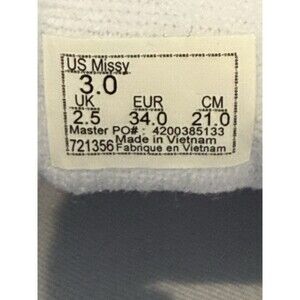 US Missy
3.0
UK EUR CM
2.5 34.0 21.0
Master PO# : 4200385133
Made in Vietnam
721356 Fabrique en Vietnam